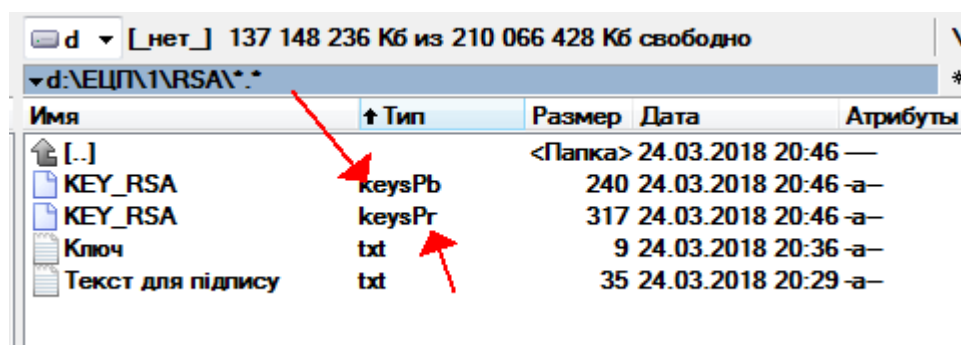 d [_нет_] 137 148 236 Кб из 210 066 428 Кб свободно \
d:\ЕЦП\1\RSA\*.* *
Имя Тип Размер Дата Атрибуты
[..] <Папка> 24.03.2018 20:46 —
KEY_RSA keysPb 240 24.03.2018 20:46 -a--
KEY_RSA keysPr 317 24.03.2018 20:46 -a--
Ключ txt 9 24.03.2018 20:36 -a--
Текст для підпису txt 35 24.03.2018 20:29 -a--